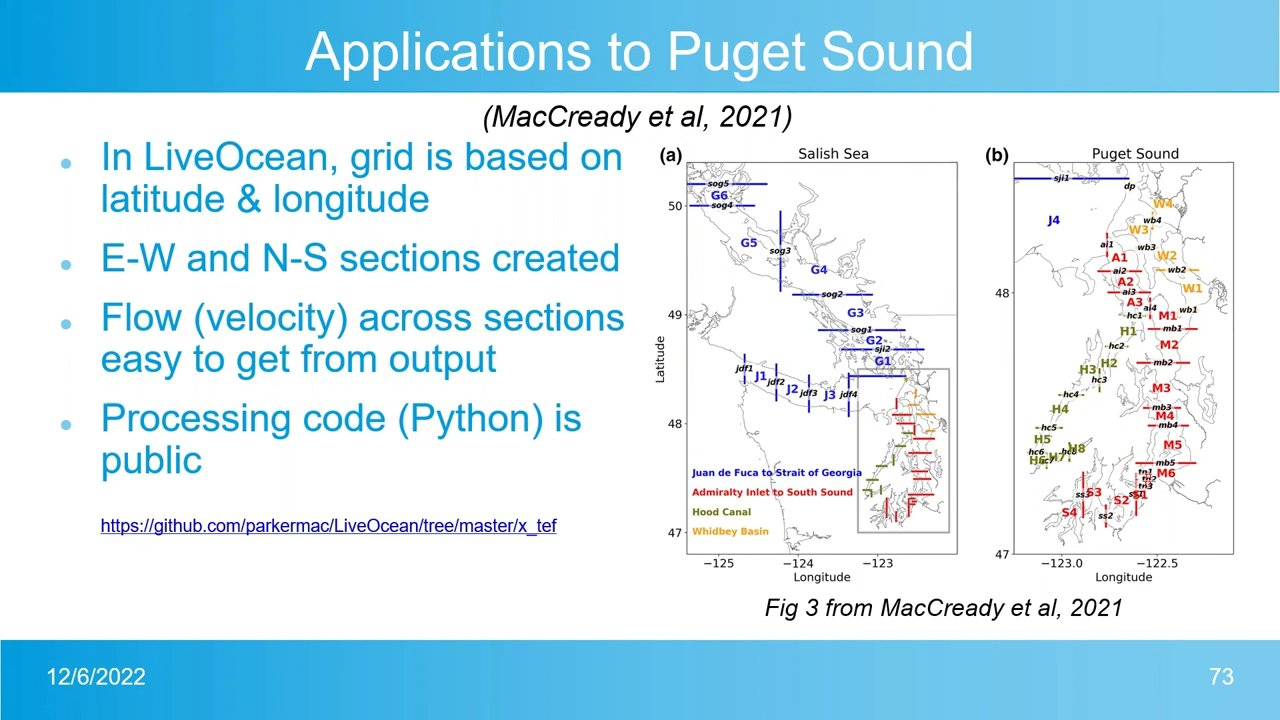 Applications to Puget Sound
(MacCready et al, 2021)
In LiveOcean, grid is based on
latitude & longitude
E-W and N-S sections created
Flow (velocity) across sections
easy to get from output
Processing code (Python) is
public
https://github.com/parkermac/LiveOcean/tree/master/x_tef
(a)
Salish Sea
sog5
G6
sog4
G5
sog3
G4
sog2
G3
sog1
G2
sji2
G1
jdf1
J1
jdf2
J2
jdf3
J3
jdf4
Juan de Fuca to Strait of Georgia
Admiralty Inlet to South Sound
Hood Canal
Whidbey Basin
50
49
48
47
Latitude
−125
−124
−123
Longitude
(b)
Puget Sound
sji1
dp
J4
W4
wb4
W3
ai1
wb3
A1
W2
ai2
wb2
A2
ai3
W1
A3
ai4
hc1
M1
wb1
H1
mb1
hc2
M2
H2
mb2
H3
hc3
M3
hc4
H4
mb3
M4
mb4
hc5
H5
M5
hc6
hc8
H8
H7
mb5
tn1
M6
tn3
S3
S1
S2
S4
ss2
48
47
−123.0
−122.5
Longitude
Fig 3 from MacCready et al, 2021
12/6/2022
73